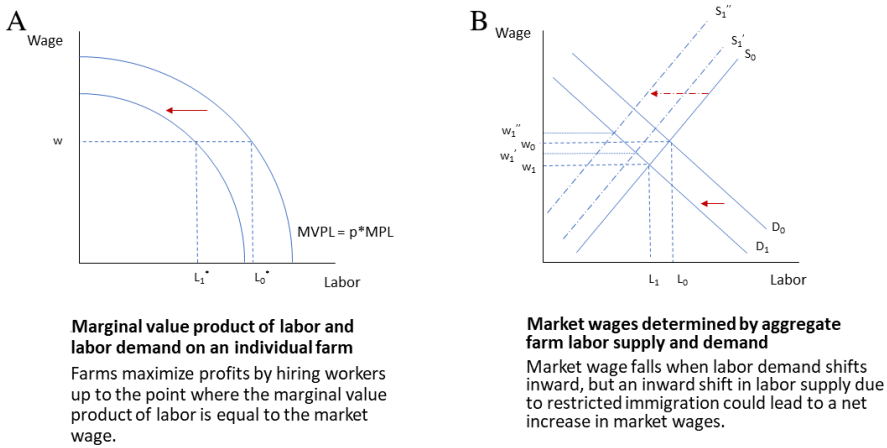 A
Wage
w
MVPL = p*MPL
L₁*
L₀*
Labor
Marginal value product of labor and
labor demand on an individual farm
Farms maximize profits by hiring workers
up to the point where the marginal value
product of labor is equal to the market
wage.
B
Wage
S₁''
S₁'
S₀
w₁''
w₀
w₁'
w₁
D₀
D₁
L₁
L₀
Labor
Market wages determined by aggregate
farm labor supply and demand
Market wage falls when labor demand shifts
inward, but an inward shift in labor supply due
to restricted immigration could lead to a net
increase in market wages.